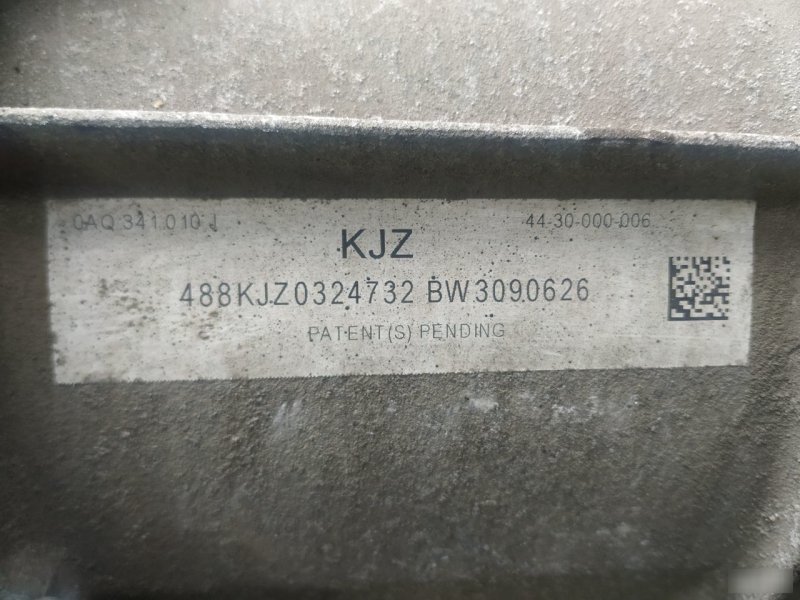 0AQ 341 010 J 44-30-000-006
KJZ
488KJZ0324732 BW3090626
PATENT(S) PENDING